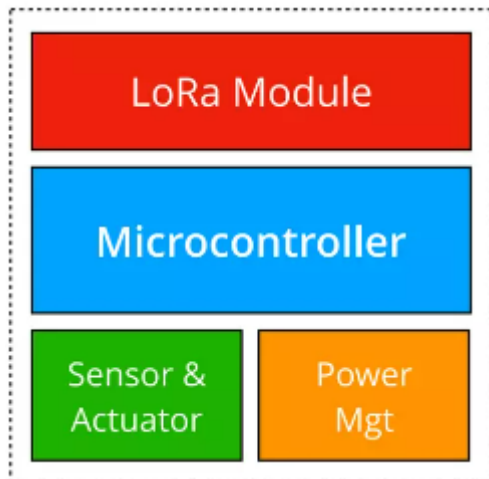 LoRa Module
Microcontroller
Sensor &
Actuator
Power
Mgt